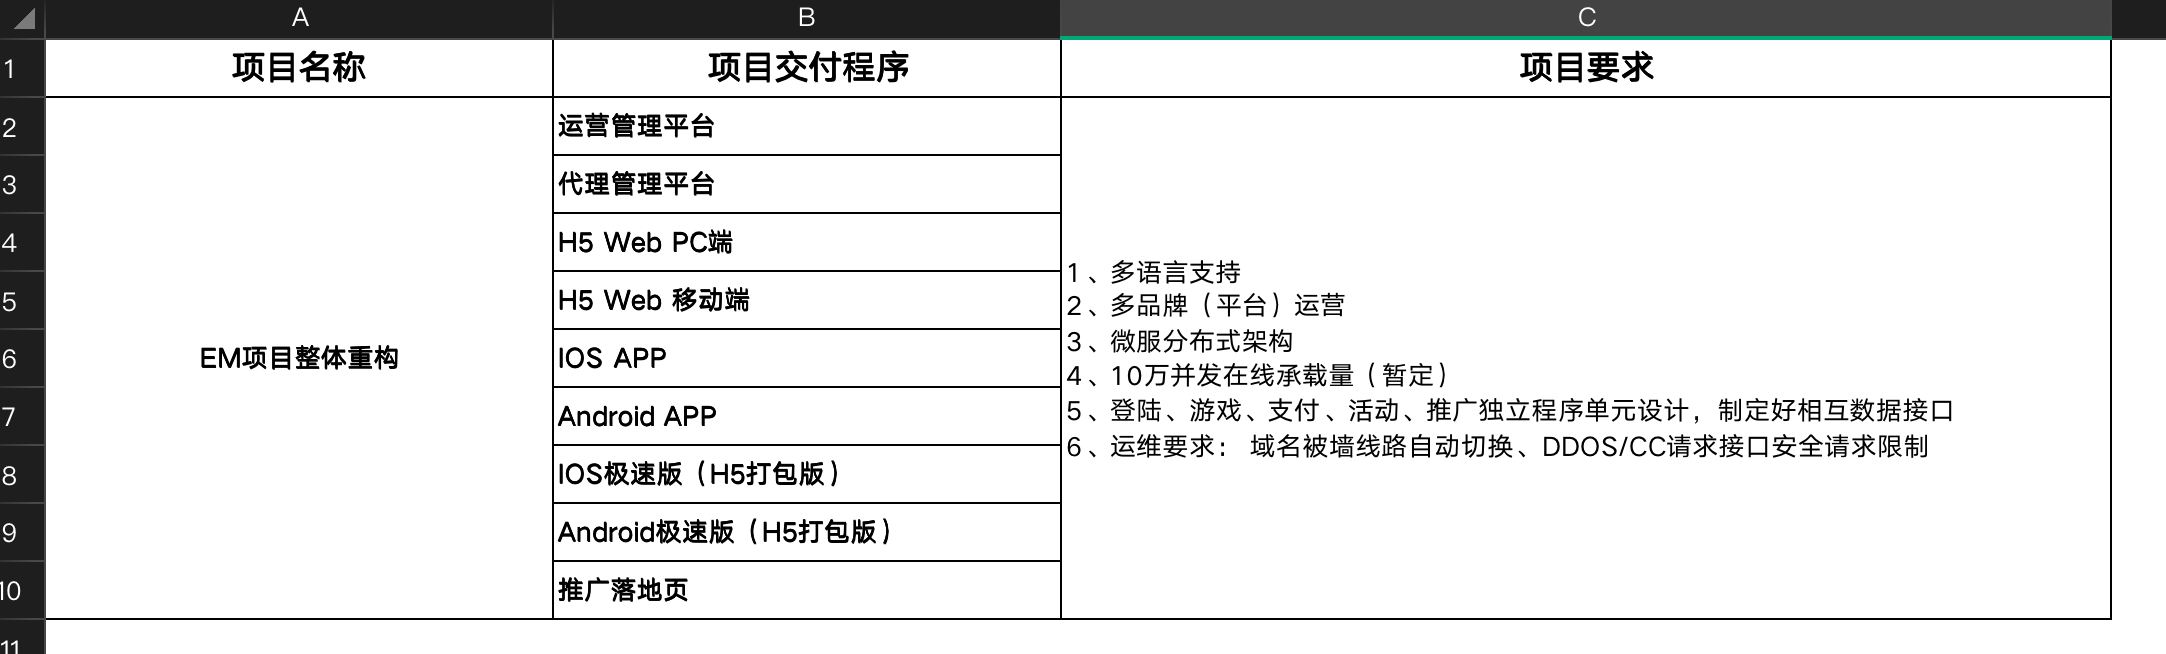 A
B
C
1
项目名称
项目交付程序
项目要求
2
运营管理平台
3
代理管理平台
4
H5 Web PC端
5
H5 Web 移动端
6
EM项目整体重构
IOS APP
7
Android APP
8
IOS极速版（H5打包版）
9
Android极速版（H5打包版）
10
推广落地页
1、多语言支持
2、多品牌（平台）运营
3、微服分布式架构
4、10万并发在线承载量（暂定）
5、登陆、游戏、支付、活动、推广独立程序单元设计，制定好相互数据接口
6、运维要求： 域名被墙线路自动切换、DDOS/CC请求接口安全请求限制
11